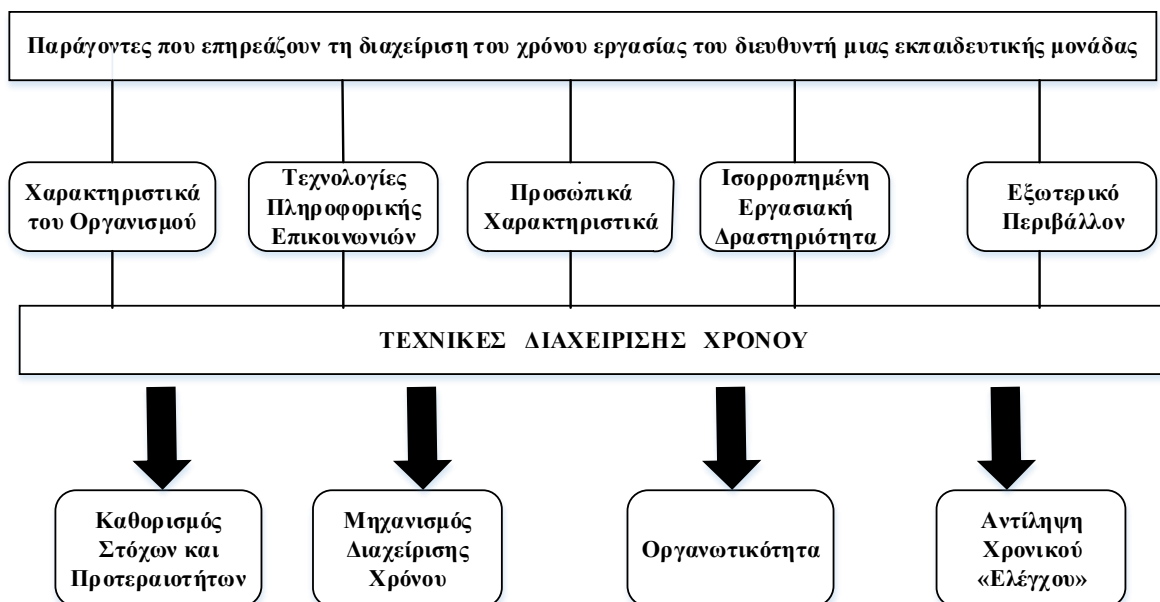 Παράγοντες που επηρεάζουν τη διαχείριση του χρόνου εργασίας του διευθυντή μιας εκπαιδευτικής μονάδας
Χαρακτηριστικά
του Οργανισμού
Τεχνολογίες
Πληροφορικής
Επικοινωνιών
Προσωπικά
Χαρακτηριστικά
Ισορροπημένη
Εργασιακή
Δραστηριότητα
Εξωτερικό
Περιβάλλον
ΤΕΧΝΙΚΕΣ ΔΙΑΧΕΙΡΙΣΗΣ ΧΡΟΝΟΥ
Καθορισμός
Στόχων και
Προτεραιοτήτων
Μηχανισμός
Διαχείρισης
Χρόνου
Οργανωτικότητα
Αντίληψη
Χρονικού
«Ελέγχου»